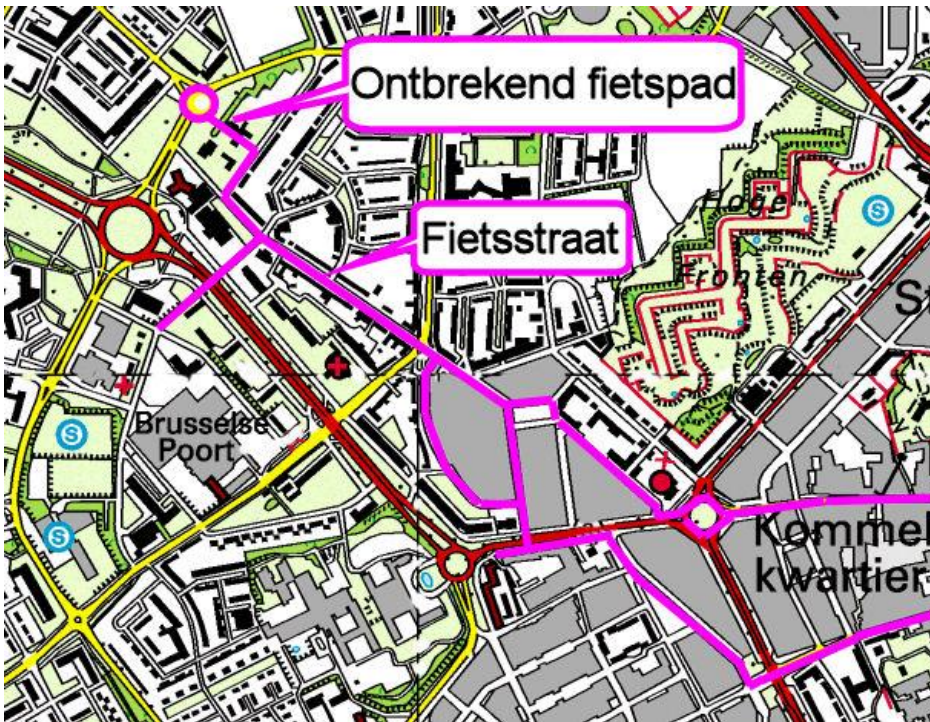 Ontbrekend fietspad
Hoge
Fietsstraat
Fronten
S
St
Brusselse
Poort
S
S
Kommel
kwartier